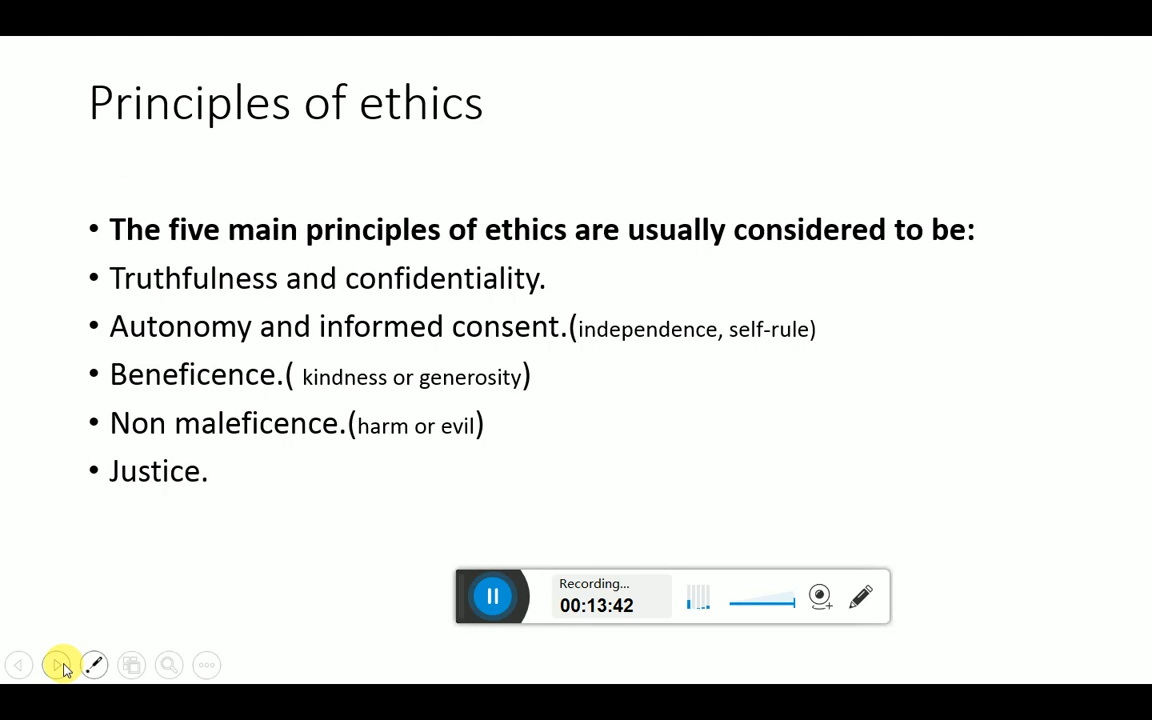 Principles of ethics
• The five main principles of ethics are usually considered to be:
• Truthfulness and confidentiality.
• Autonomy and informed consent.(independence, self-rule)
• Beneficence.( kindness or generosity)
• Non maleficence.(harm or evil)
• Justice.
Recording...
00:13:42